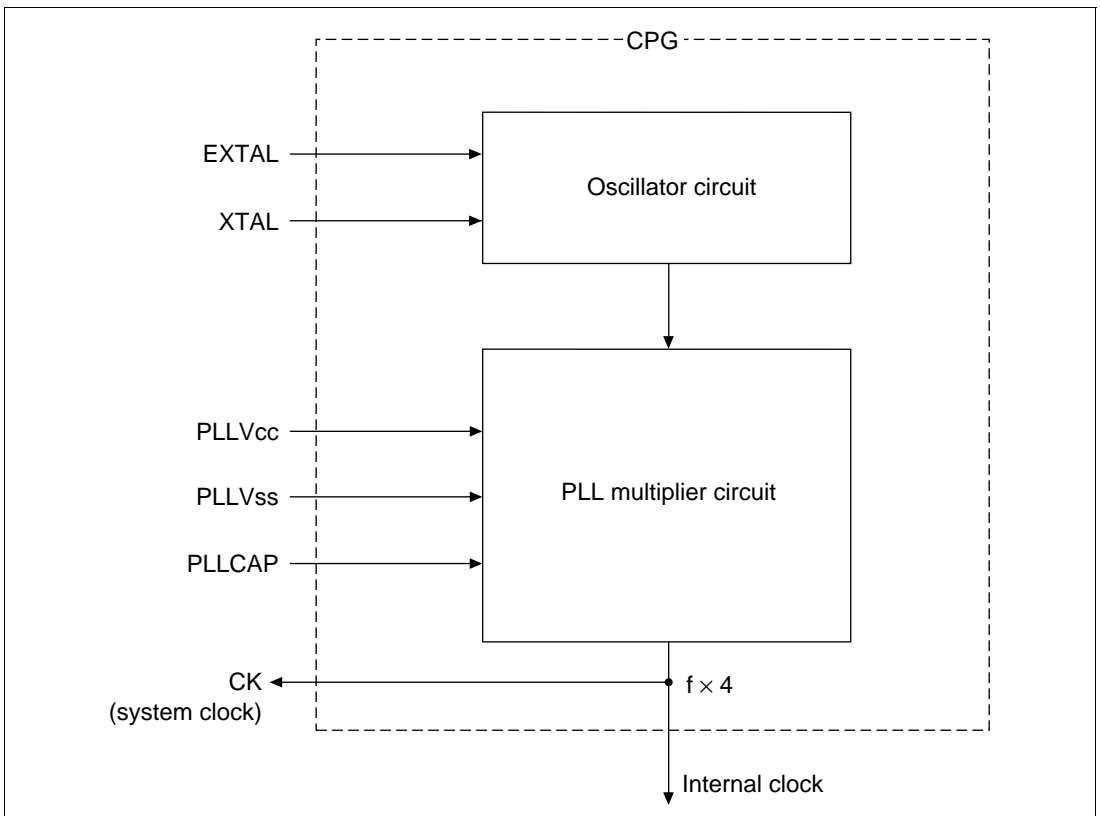 CPG
EXTAL
Oscillator circuit
XTAL
PLLVcc
PLLVss
PLL multiplier circuit
PLLCAP
CK
(system clock)
f × 4
Internal clock